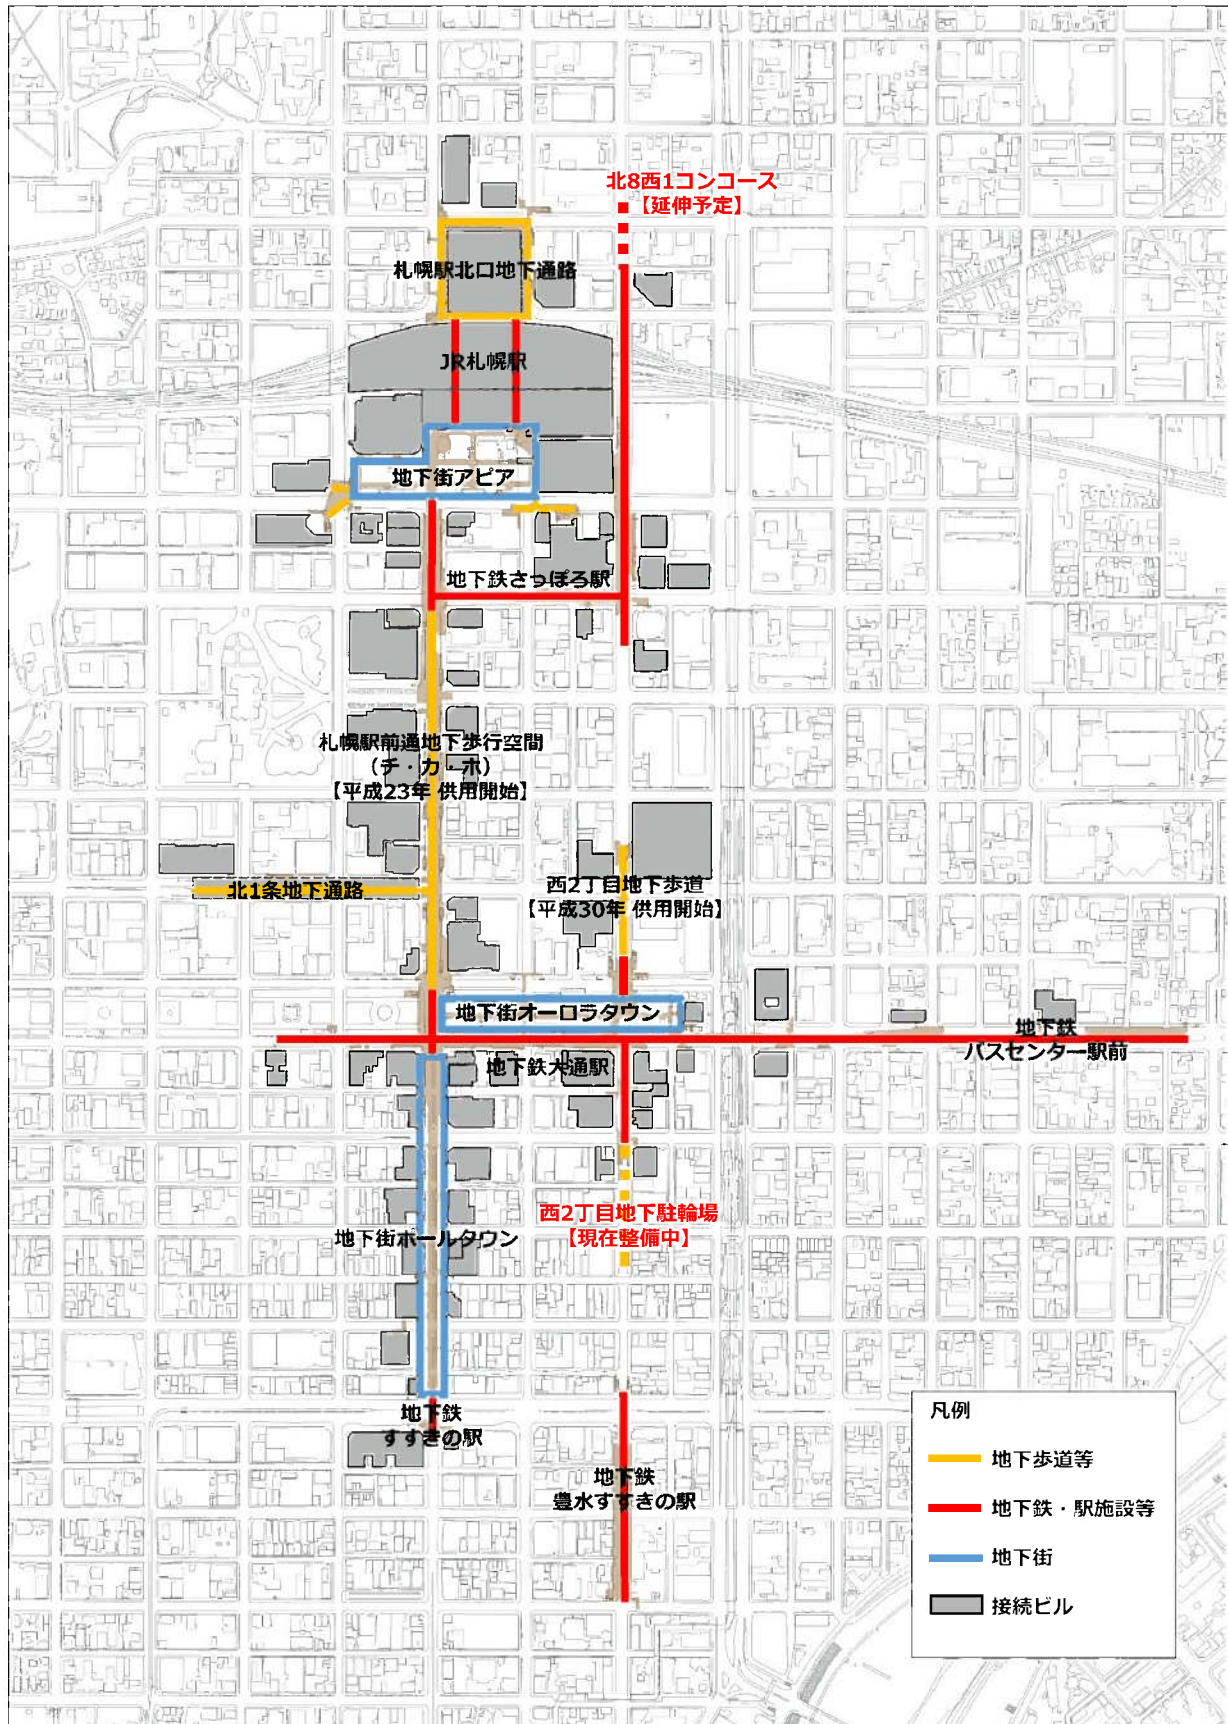 北8西1コンコース
【延伸予定】
札幌駅北口地下通路
JR札幌駅
地下街アピア
地下鉄さっぽろ駅
札幌駅前通地下歩行空間
（チ・カ・ホ）
【平成23年 供用開始】
北1条地下通路
西2丁目地下歩道
【平成30年 供用開始】
地下街オーロラタウン
地下鉄
バスセンター駅前
地下鉄大通駅
西2丁目地下駐輪場
【現在整備中】
地下街ポールタウン
地下鉄
すすきの駅
地下鉄
豊水すすきの駅
凡例
地下歩道等
地下鉄・駅施設等
地下街
接続ビル